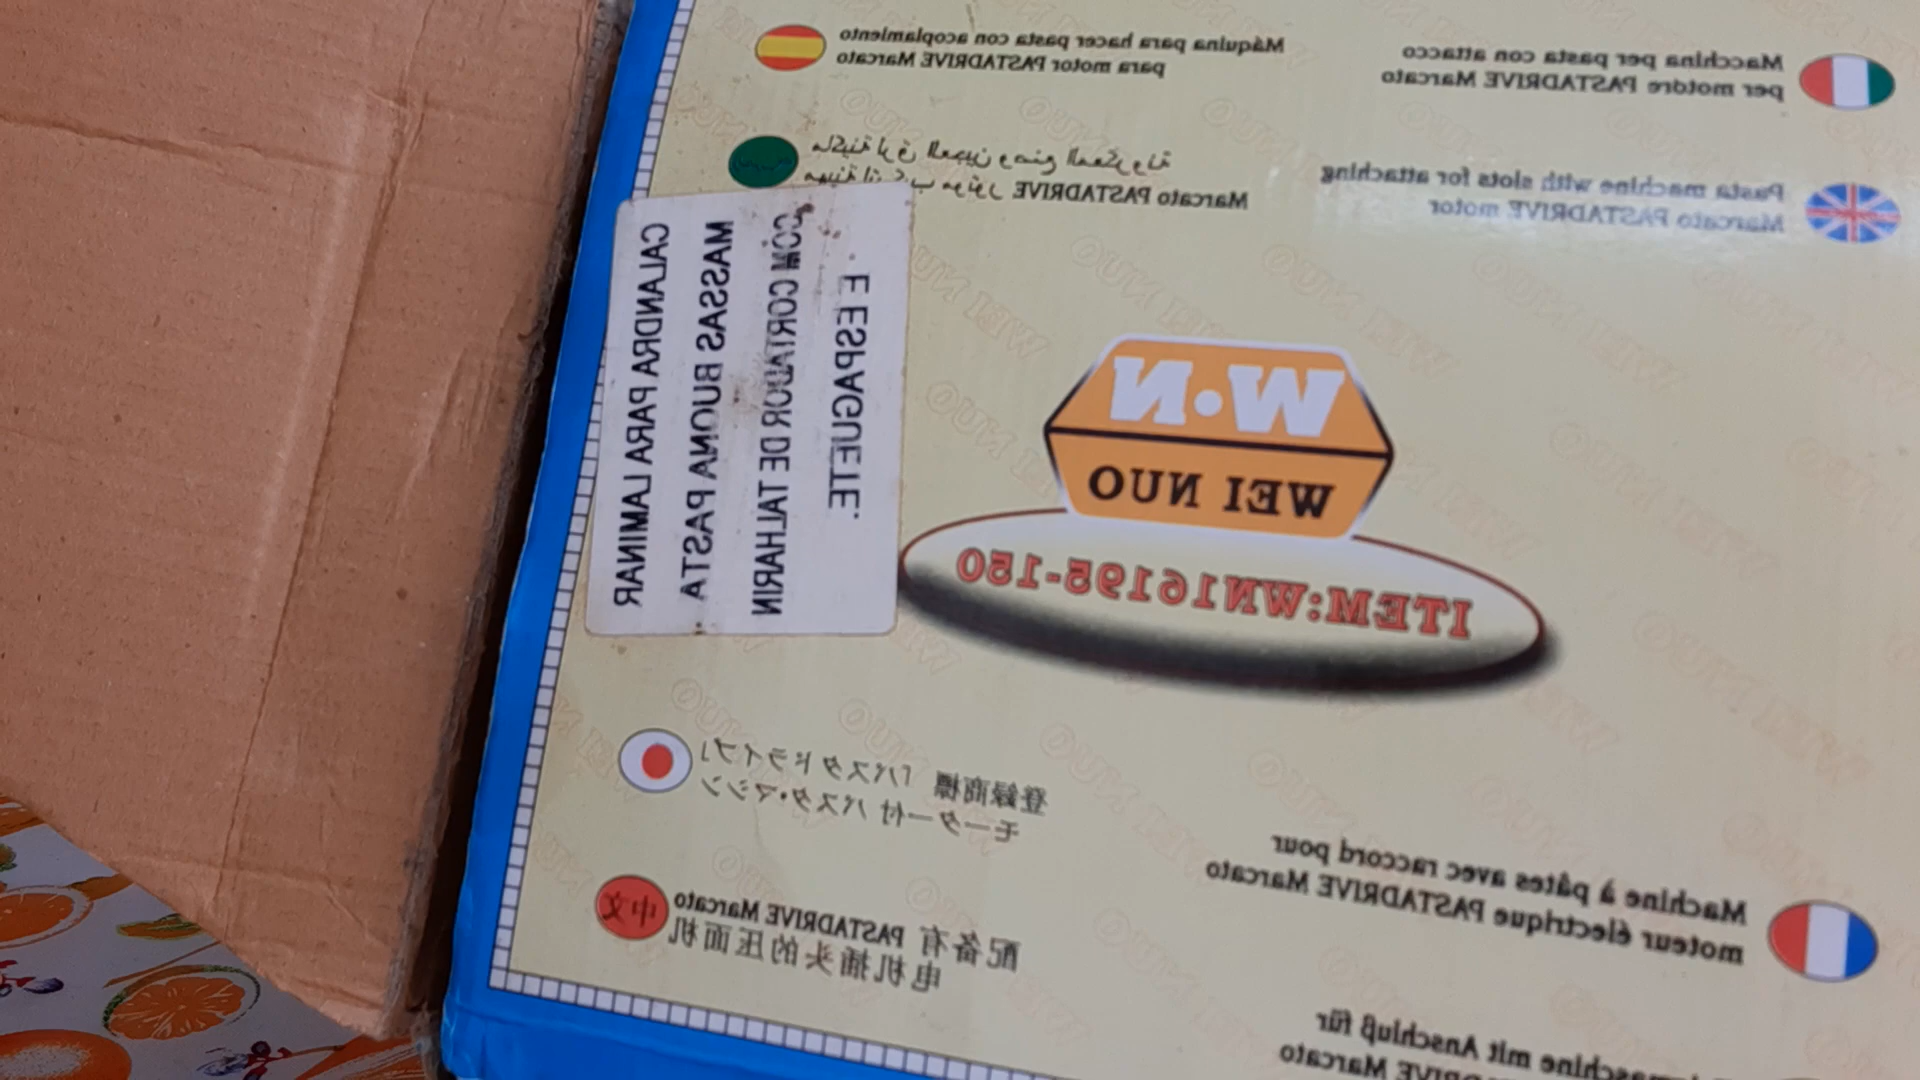 Macchina per pasta con attacco
per motdre PASTADRIVE Marcato
Máquina para hacer pasta con acoplamiento
para motor PASTADRIVE Marcato
Pasta machine with slots for attaching
Marcato PASTADRIVE motor
Marcato PASTADRIVE
CALANDRA PARA LAMINAR
MASSAS BUONA PASTA
COM CORTADOR DE TALHARIN
E ESPAGUETE.
W·N
WEI NUO
ITEM:WN16195-150
登録商標「パスタドライブ」
モーター付 パスタ・マシン
中文
配备有 PASTADRIVE Marcato
电机插头的压面机
Machine à pâtes avec raccord pour
moteur électrique PASTADRIVE Marcato
mit Anschluß für
PASTADRIVE Marcato